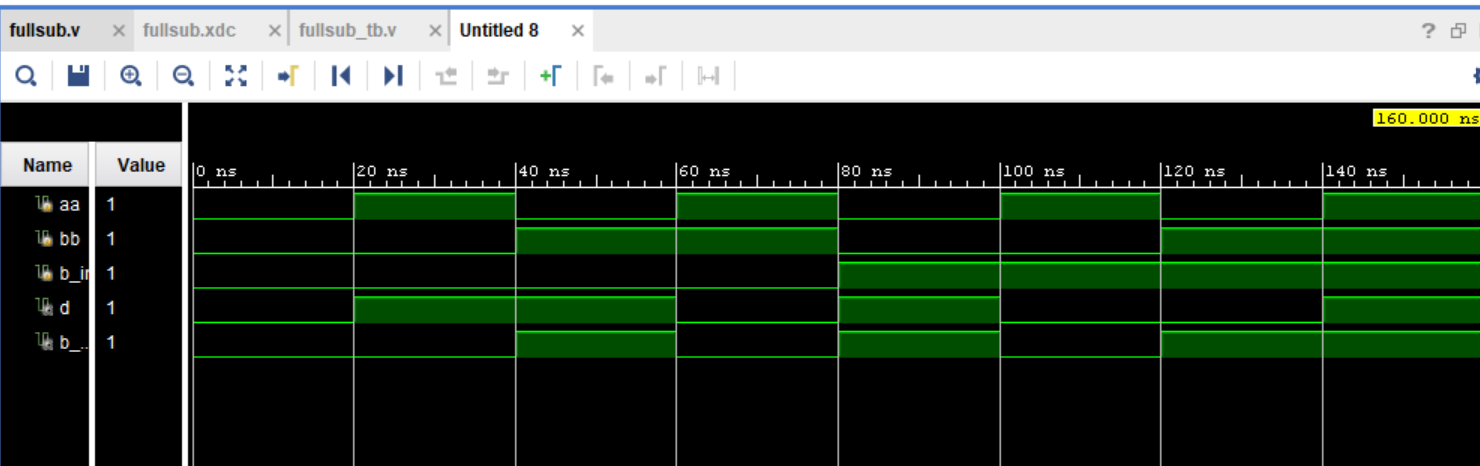 fullsub.v × fullsub.xdc × fullsub_tb.v × Untitled 8 × ?
160.000 ns
Name Value 0 ns 20 ns 40 ns 60 ns 80 ns 100 ns 120 ns 140 ns
aa 1
bb 1
b_in 1
d 1
b_... 1